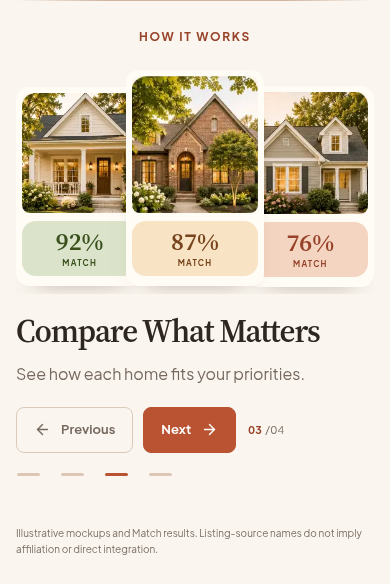 HOW IT WORKS
92% 87% 76%
MATCH MATCH MATCH
Compare What Matters
See how each home fits your priorities.
← Previous Next → 03 /04
Illustrative mockups and Match results. Listing-source names do not imply
affiliation or direct integration.